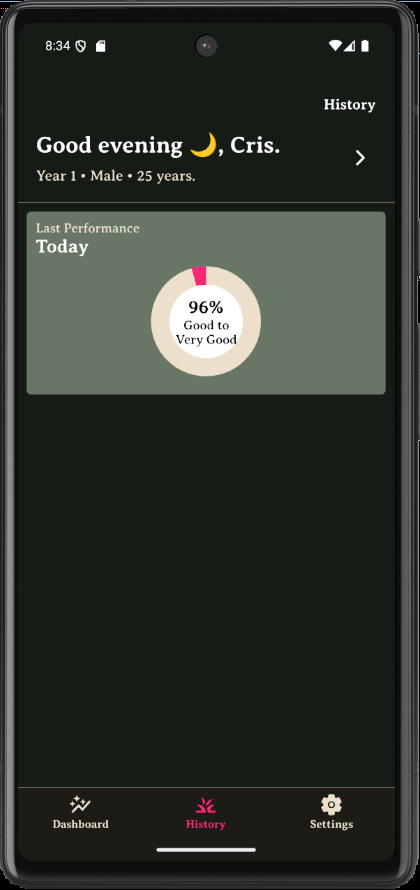 8:34
History
Good evening 🌙, Cris.
Year 1 • Male • 25 years.
Last Performance
Today
96%
Good to
Very Good
Dashboard
History
Settings